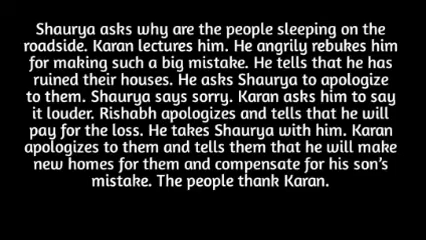 Shaurya asks why are the people sleeping on the
roadside. Karan lectures him. He angrily rebukes him
for making such a big mistake. He tells that he has
ruined their houses. He asks Shaurya to apologize
to them. Shaurya says sorry. Karan asks him to say
it louder. Rishabh apologizes and tells that he will
pay for the loss. He takes Shaurya with him. Karan
apologizes to them and tells them that he will make
new homes for them and compensate for his son's
mistake. The people thank Karan.